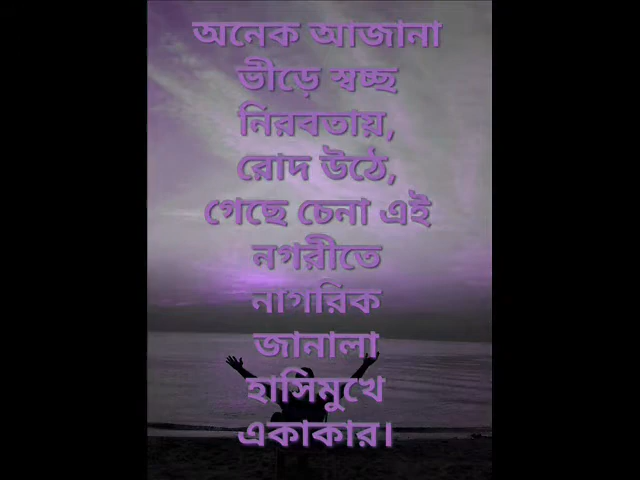 অনেক আজানা
ভীড়ে স্বচ্ছ
নিরবতায়,
রোদ উঠে,
গেছে চেনা এই
নগরীতে
নাগরিক
জানালা
হাসিমুখে
একাকার।